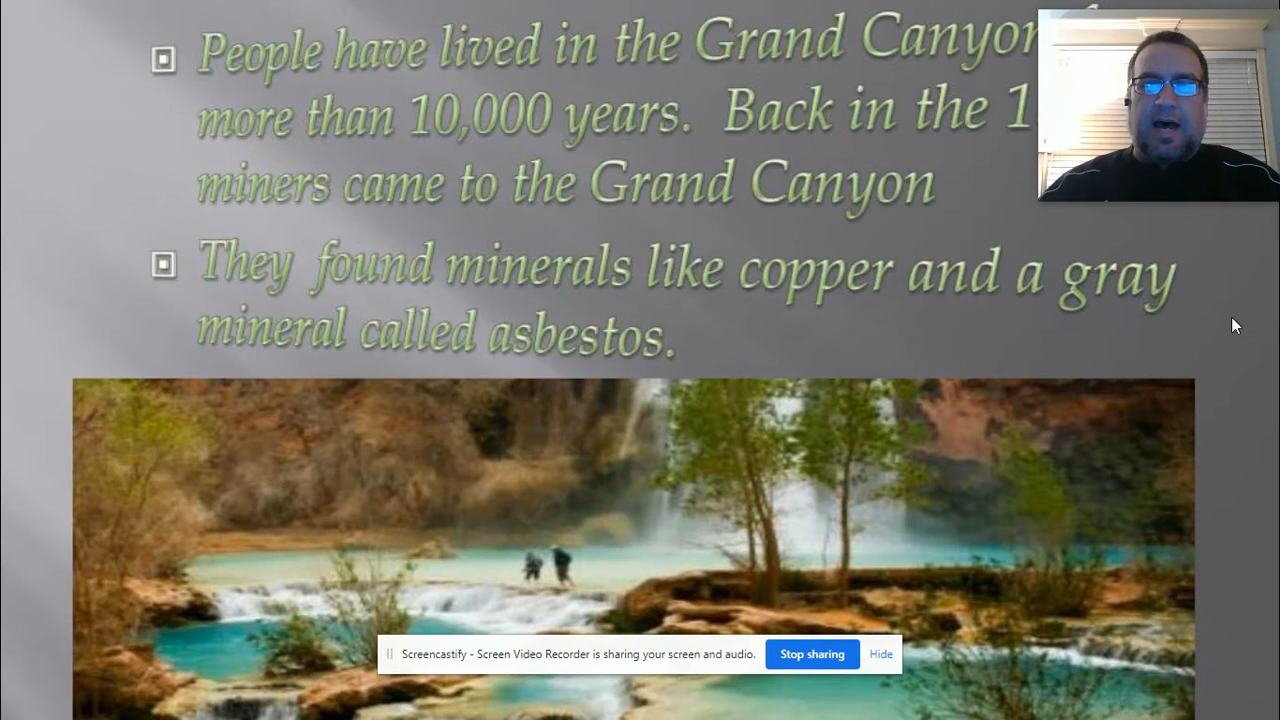 People have lived in the Grand Canyon
more than 10,000 years. Back in the 1
miners came to the Grand Canyon
They found minerals like copper and a gray
mineral called asbestos.
Screencastify - Screen Video Recorder is sharing your screen and audio. Stop sharing Hide